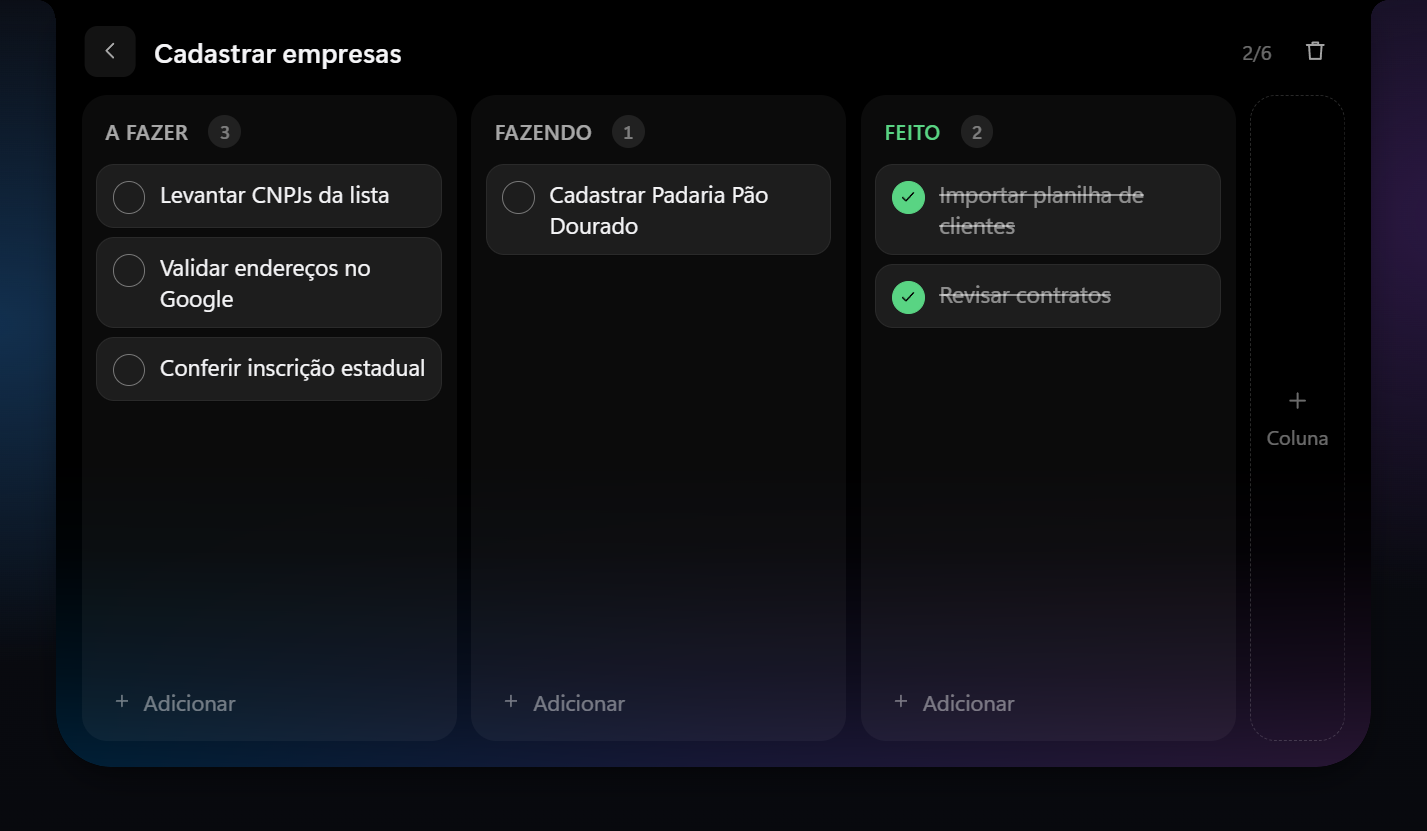 Cadastrar empresas
2/6
A FAZER 3
Levantar CNPJs da lista
Validar endereços no
Google
Conferir inscrição estadual
+ Adicionar
FAZENDO 1
Cadastrar Padaria Pão
Dourado
+ Adicionar
FEITO 2
Importar planilha de
clientes
Revisar contratos
+ Adicionar
+
Coluna